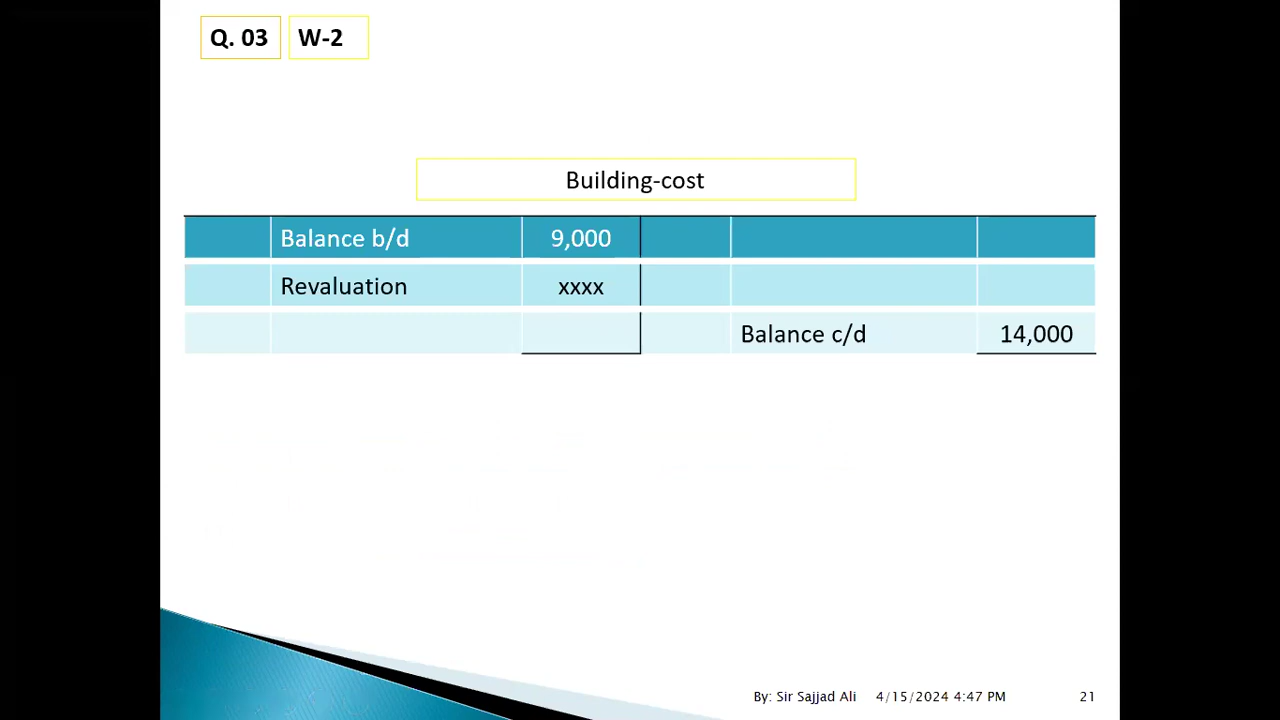 Q. 03 W-2
Building-cost
Balance b/d 9,000
Revaluation xxxx
Balance c/d 14,000
By: Sir Sajjad Ali 4/15/2024 4:47 PM 21